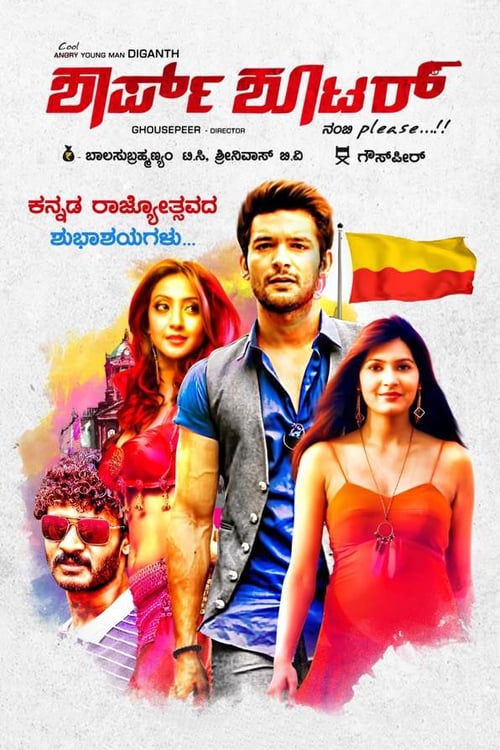 Cool
ANGRY YOUNG MAN DIGANTH
ಶಾರ್ಪ್ ಶೂಟರ್
GHOUSEPEER - DIRECTOR
ನಂಬಿ please...!!
- ಬಾಲಸುಬ್ರಹ್ಮಣ್ಯಂ ಟಿ.ಸಿ, ಶ್ರೀನಿವಾಸ್ ಬಿ.ವಿ
ಗೌಸ್‌ಪೀರ್
ಕನ್ನಡ ರಾಜ್ಯೋತ್ಸವದ
ಶುಭಾಶಯಗಳು...